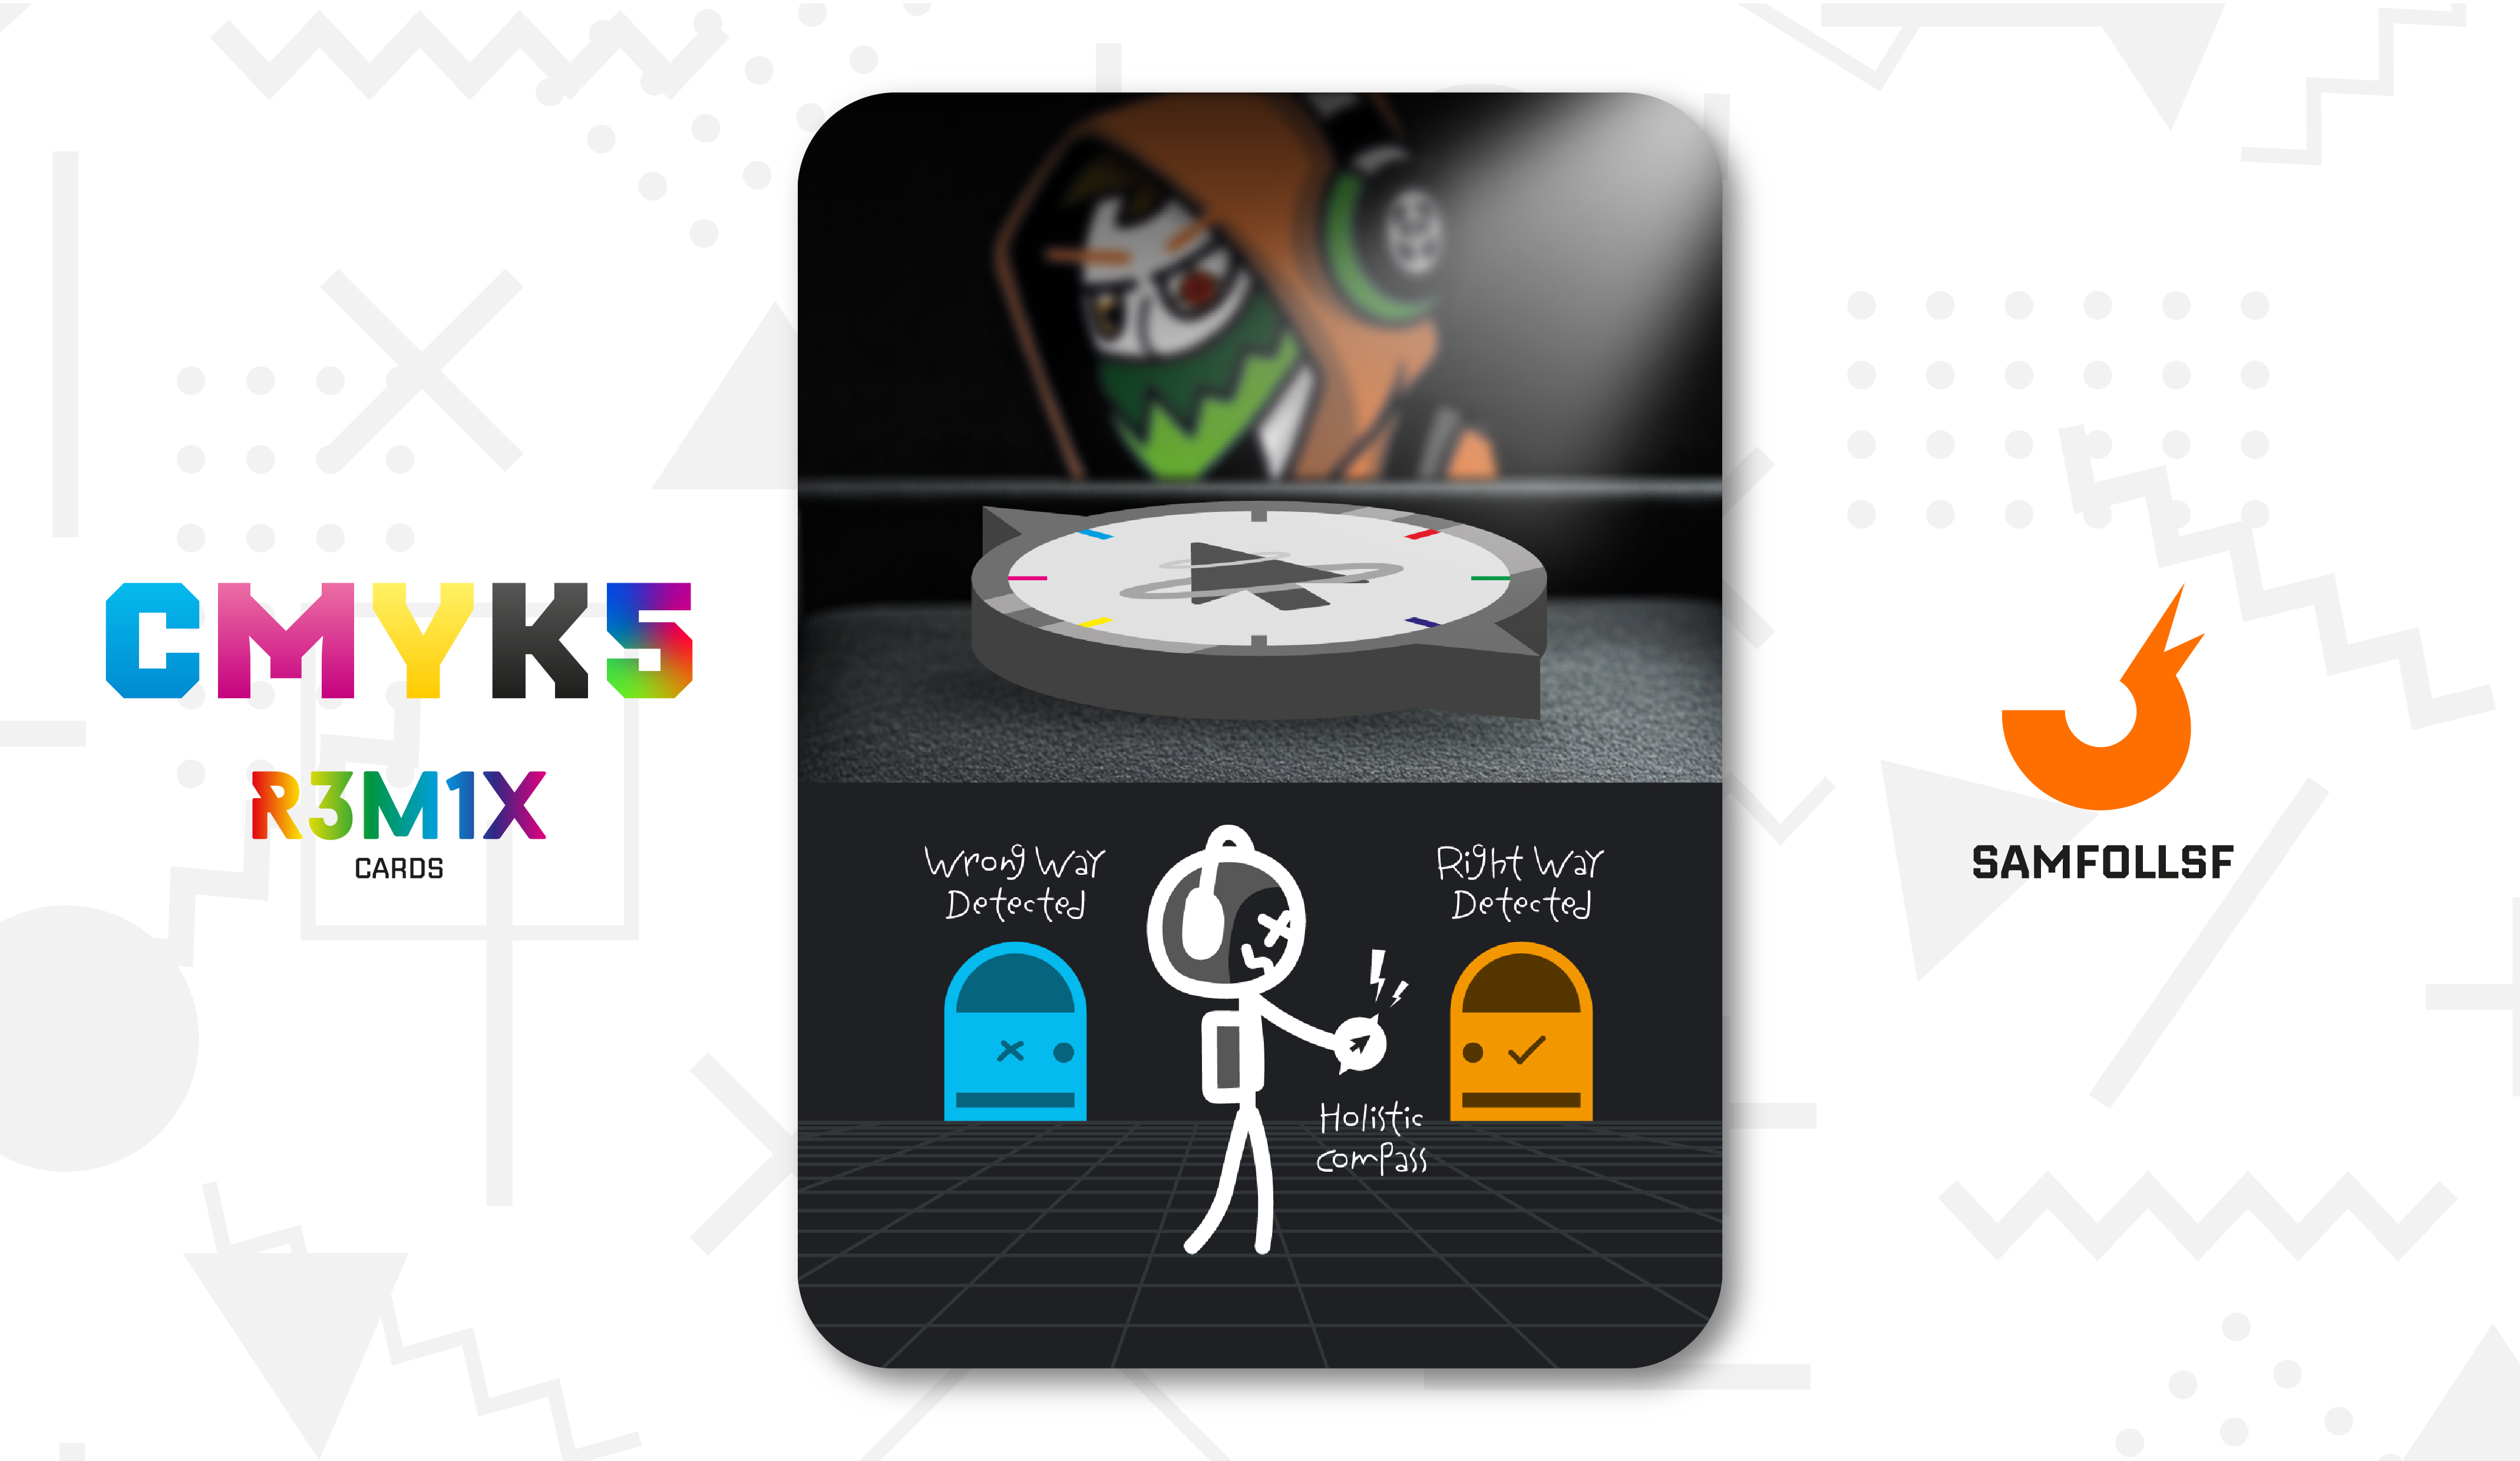 CMYK5
R3M1X
CARDS
Wrong Way
Detected
Right Way
Detected
Holistic
compass
SAMFOLLSF